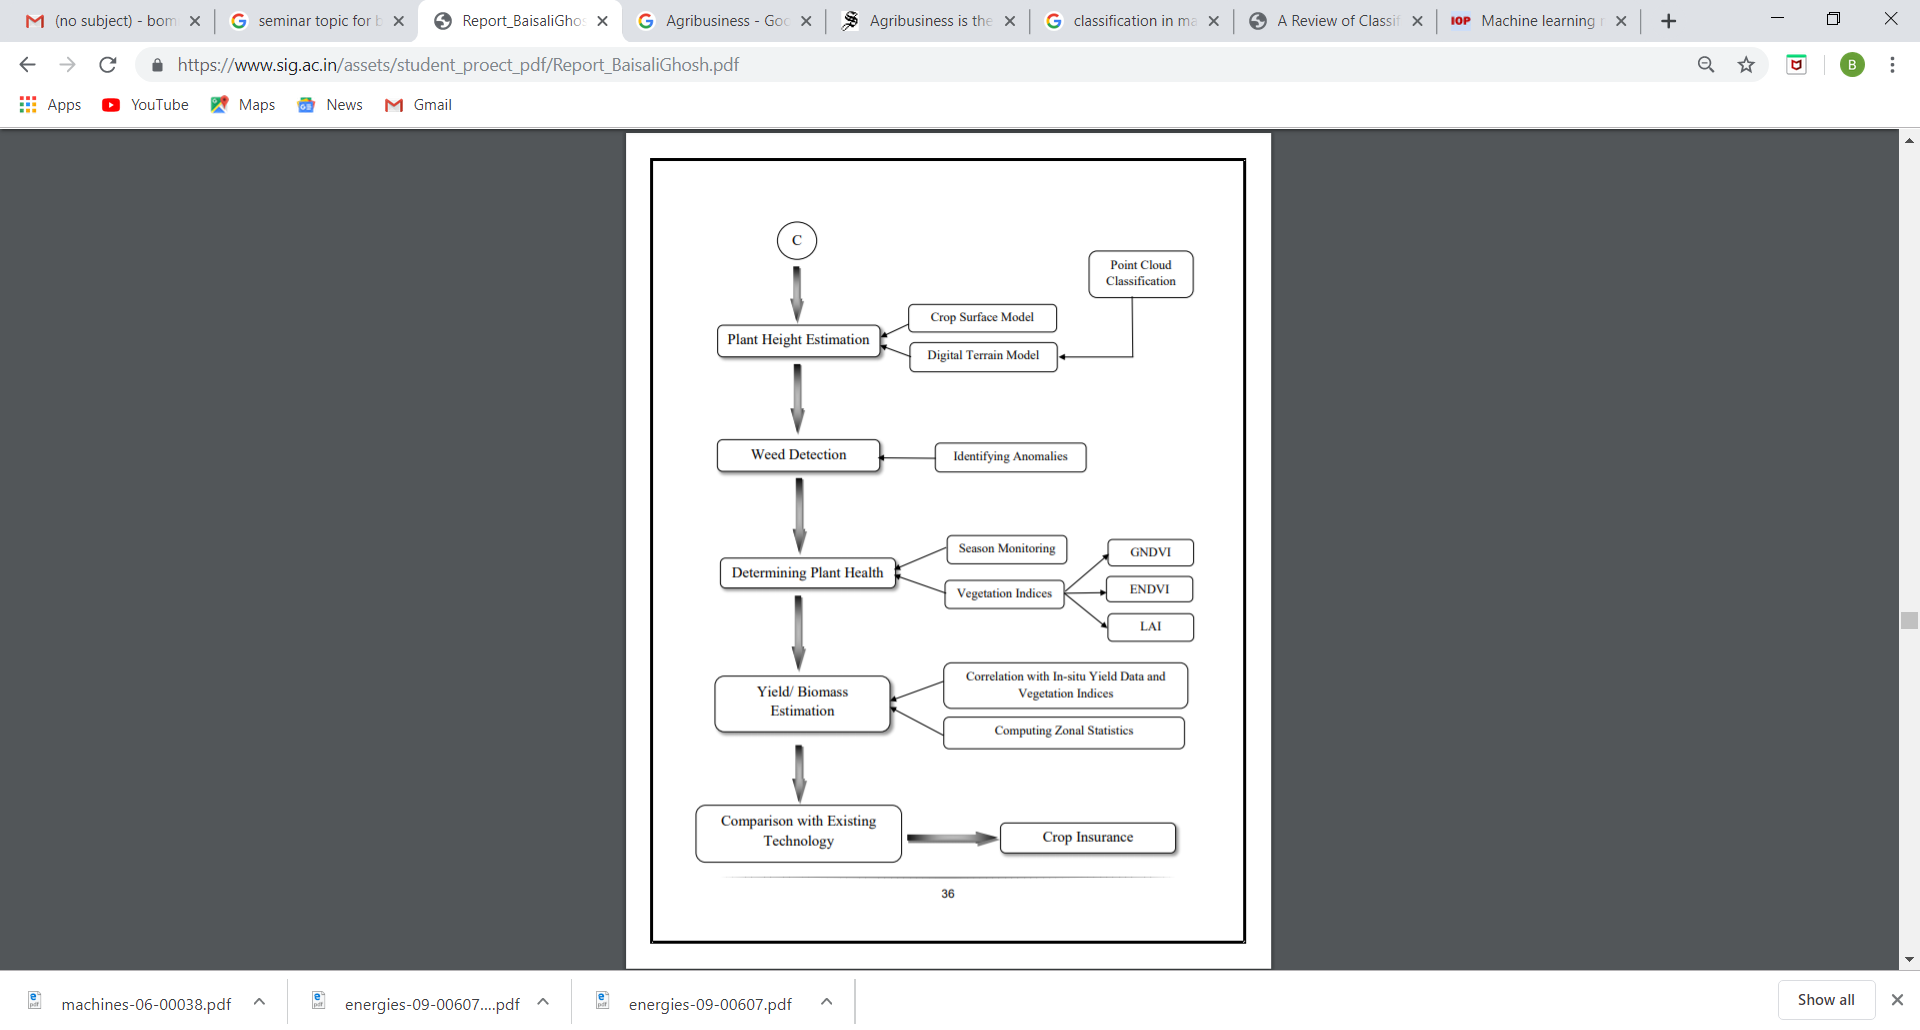 (no subject) - bom
seminar topic for b
Report_BaisaliGhos
Agribusiness - Goo
Agribusiness is the
classification in ma
A Review of Classif
IOP Machine learning r
https://www.sig.ac.in/assets/student_proect_pdf/Report_BaisaliGhosh.pdf
B
Apps
YouTube
Maps
News
Gmail
C
Point Cloud
Classification
Crop Surface Model
Plant Height Estimation
Digital Terrain Model
Weed Detection
Identifying Anomalies
Season Monitoring
GNDVI
Determining Plant Health
Vegetation Indices
ENDVI
LAI
Yield/ Biomass
Estimation
Correlation with In-situ Yield Data and
Vegetation Indices
Computing Zonal Statistics
Comparison with Existing
Technology
Crop Insurance
36
machines-06-00038.pdf
energies-09-00607....pdf
energies-09-00607.pdf
Show all